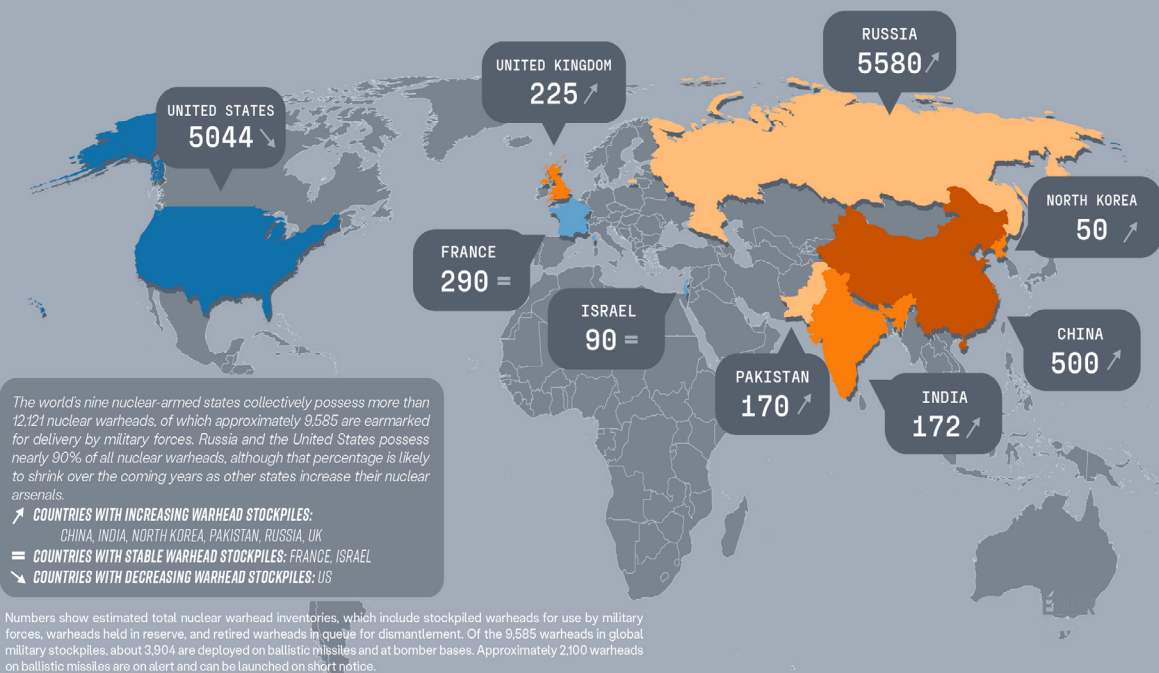 RUSSIA
5580
UNITED KINGDOM
225
UNITED STATES
5044
NORTH KOREA
50
FRANCE
290 =
ISRAEL
90 =
CHINA
500
PAKISTAN
170
INDIA
172
The world's nine nuclear-armed states collectively possess more than
12,121 nuclear warheads, of which approximately 9,585 are earmarked
for delivery by military forces. Russia and the United States possess
nearly 90% of all nuclear warheads, although that percentage is likely
to shrink over the coming years as other states increase their nuclear
arsenals.
↗ COUNTRIES WITH INCREASING WARHEAD STOCKPILES:
CHINA, INDIA, NORTH KOREA, PAKISTAN, RUSSIA, UK
= COUNTRIES WITH STABLE WARHEAD STOCKPILES: FRANCE, ISRAEL
↘ COUNTRIES WITH DECREASING WARHEAD STOCKPILES: US
Numbers show estimated total nuclear warhead inventories, which include stockpiled warheads for use by military
forces, warheads held in reserve, and retired warheads in queue for dismantlement. Of the 9,585 warheads in global
military stockpiles, about 3,904 are deployed on ballistic missiles and at bomber bases. Approximately 2,100 warheads
on ballistic missiles are on alert and can be launched on short notice.